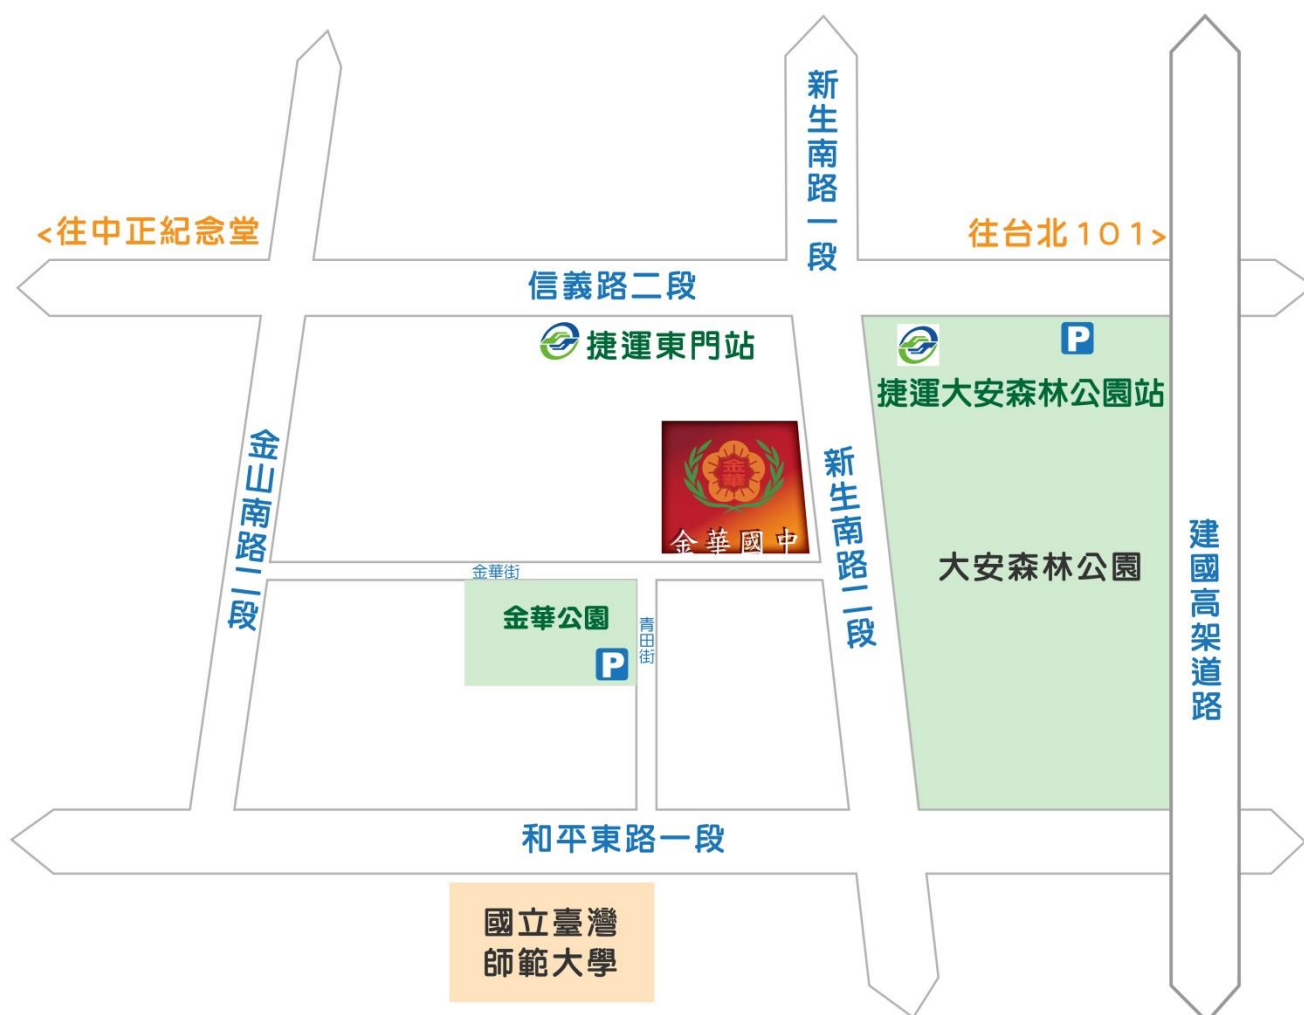 新生南路一段
<往中正紀念堂
往台北101>
信義路二段
捷運東門站
P
捷運大安森林公園站
金山南路二段
金華
金華國中
新生南路二段
建國高架道路
大安森林公園
金華街
金華公園
P
青田街
和平東路一段
國立臺灣
師範大學